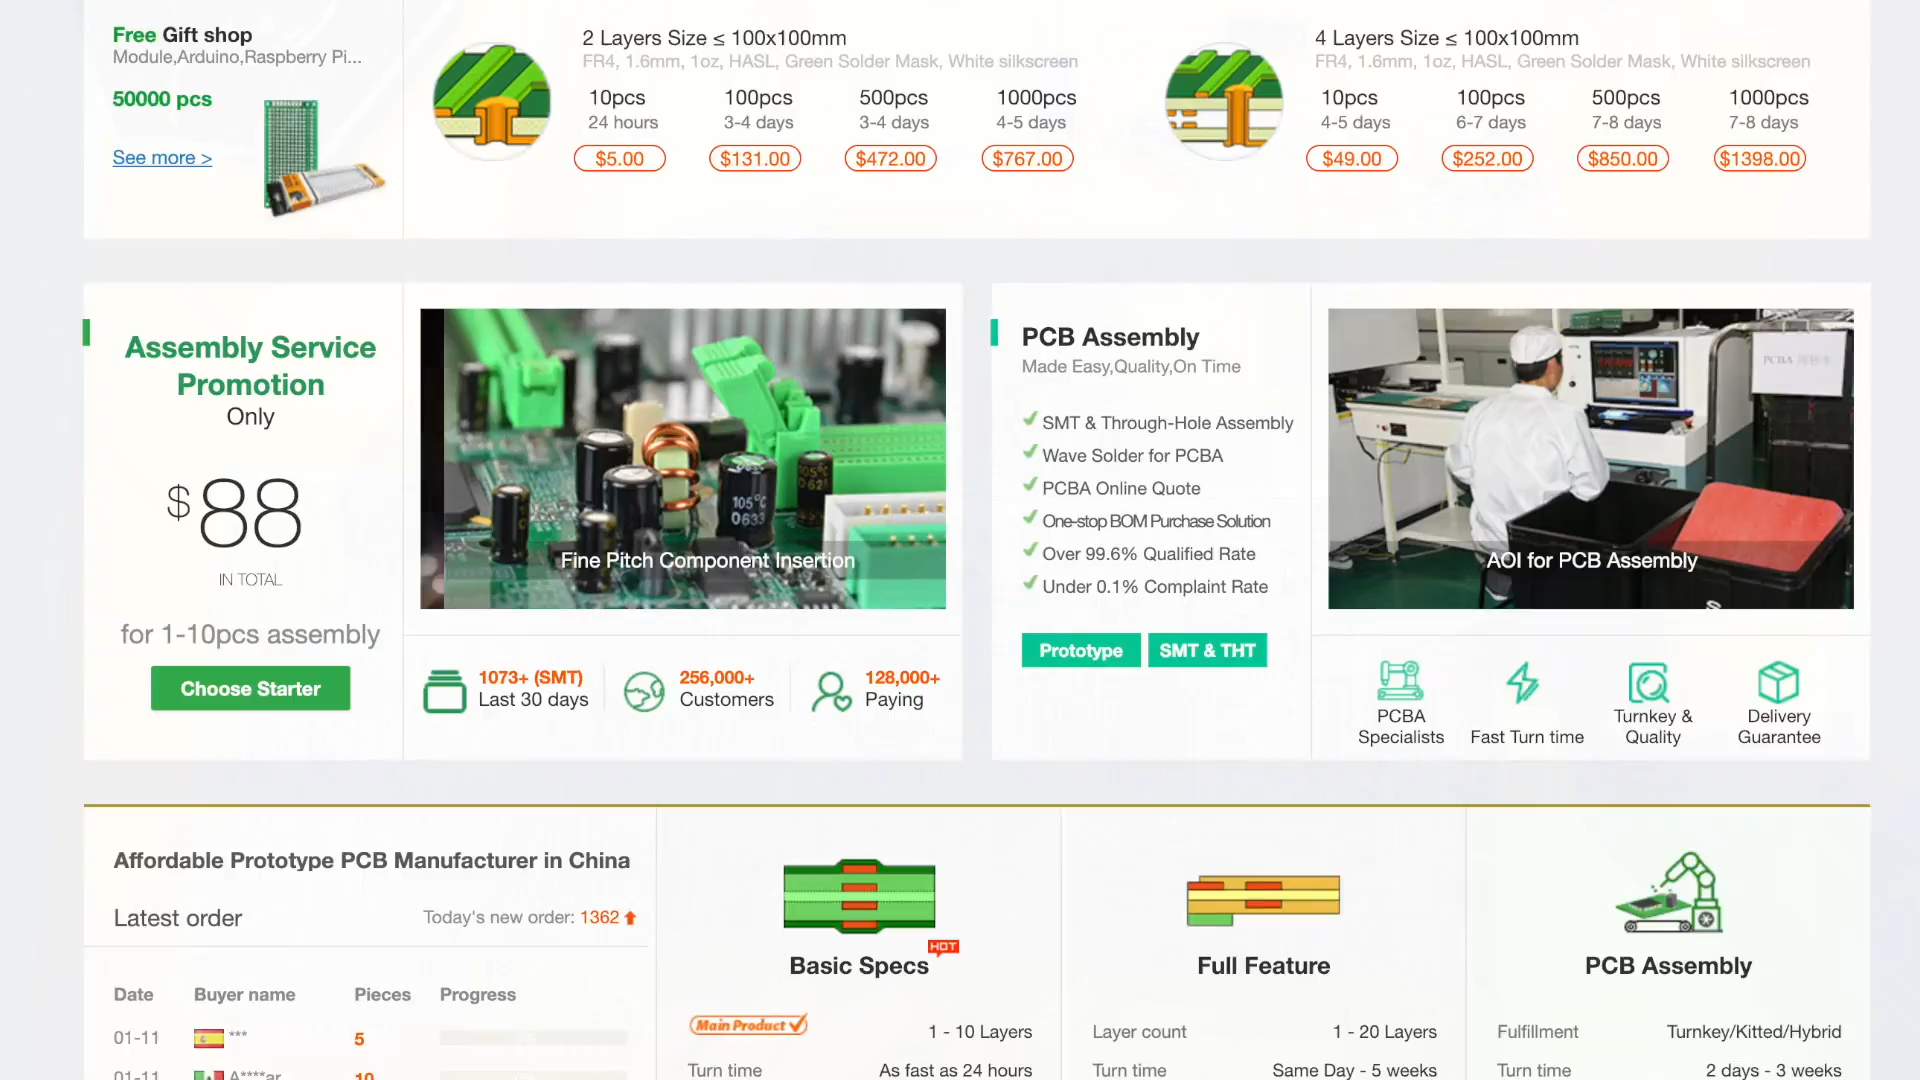 Free Gift shop
Module,Arduino,Raspberry Pi...
50000 pcs
See more >
2 Layers Size ≤ 100x100mm
FR4, 1.6mm, 1oz, HASL, Green Solder Mask, White silkscreen
10pcs 100pcs 500pcs 1000pcs
24 hours 3-4 days 3-4 days 4-5 days
$5.00 $131.00 $472.00 $767.00
4 Layers Size ≤ 100x100mm
FR4, 1.6mm, 1oz, HASL, Green Solder Mask, White silkscreen
10pcs 100pcs 500pcs 1000pcs
4-5 days 6-7 days 7-8 days 7-8 days
$49.00 $252.00 $850.00 $1398.00
Assembly Service
Promotion
Only
$88
IN TOTAL
for 1-10pcs assembly
Choose Starter
105°C
0633
105°C
Fine Pitch Component Insertion
1073+ (SMT)
Last 30 days
256,000+
Customers
128,000+
Paying
PCB Assembly
Made Easy,Quality,On Time
SMT & Through-Hole Assembly
Wave Solder for PCBA
PCBA Online Quote
One-stop BOM Purchase Solution
Over 99.6% Qualified Rate
Under 0.1% Complaint Rate
Prototype
SMT & THT
PCBA
AOI for PCB Assembly
PCBA
Specialists
Fast Turn time
Turnkey &
Quality
Delivery
Guarantee
Affordable Prototype PCB Manufacturer in China
Latest order
Today's new order: 1362
Date Buyer name Pieces Progress
01-11 *** 5
01-11 A****ar 10
HOT
Basic Specs
Main Product
1 - 10 Layers
Turn time As fast as 24 hours
Full Feature
Layer count 1 - 20 Layers
Turn time Same Day - 5 weeks
PCB Assembly
Fulfillment Turnkey/Kitted/Hybrid
Turn time 2 days - 3 weeks